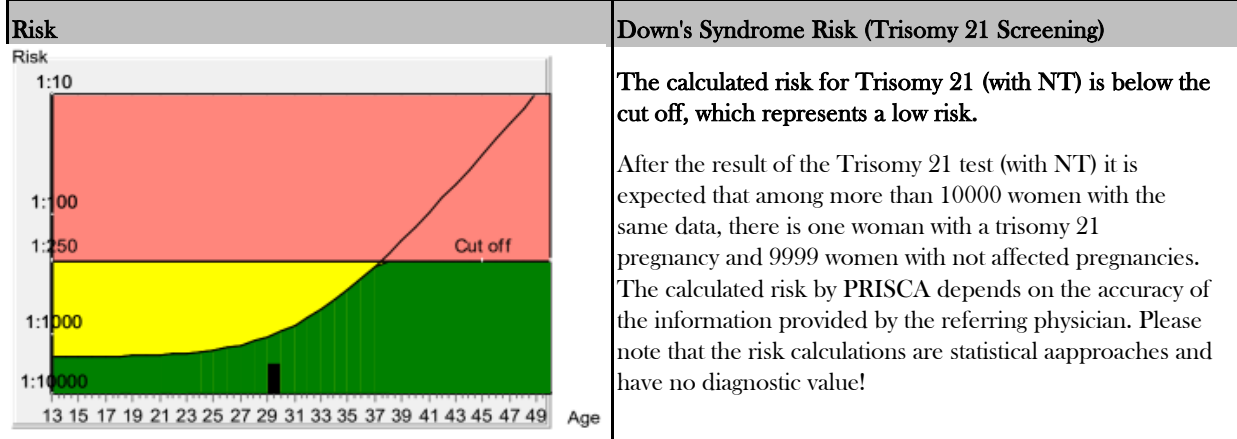 Risk
Risk
1:10
1:100
1:250
Cut off
1:1000
1:10000
13 15 17 19 21 23 25 27 29 31 33 35 37 39 41 43 45 47 49 Age
Down's Syndrome Risk (Trisomy 21 Screening)
The calculated risk for Trisomy 21 (with NT) is below the
cut off, which represents a low risk.
After the result of the Trisomy 21 test (with NT) it is
expected that among more than 10000 women with the
same data, there is one woman with a trisomy 21
pregnancy and 9999 women with not affected pregnancies.
The calculated risk by PRISCA depends on the accuracy of
the information provided by the referring physician. Please
note that the risk calculations are statistical aapproaches and
have no diagnostic value!